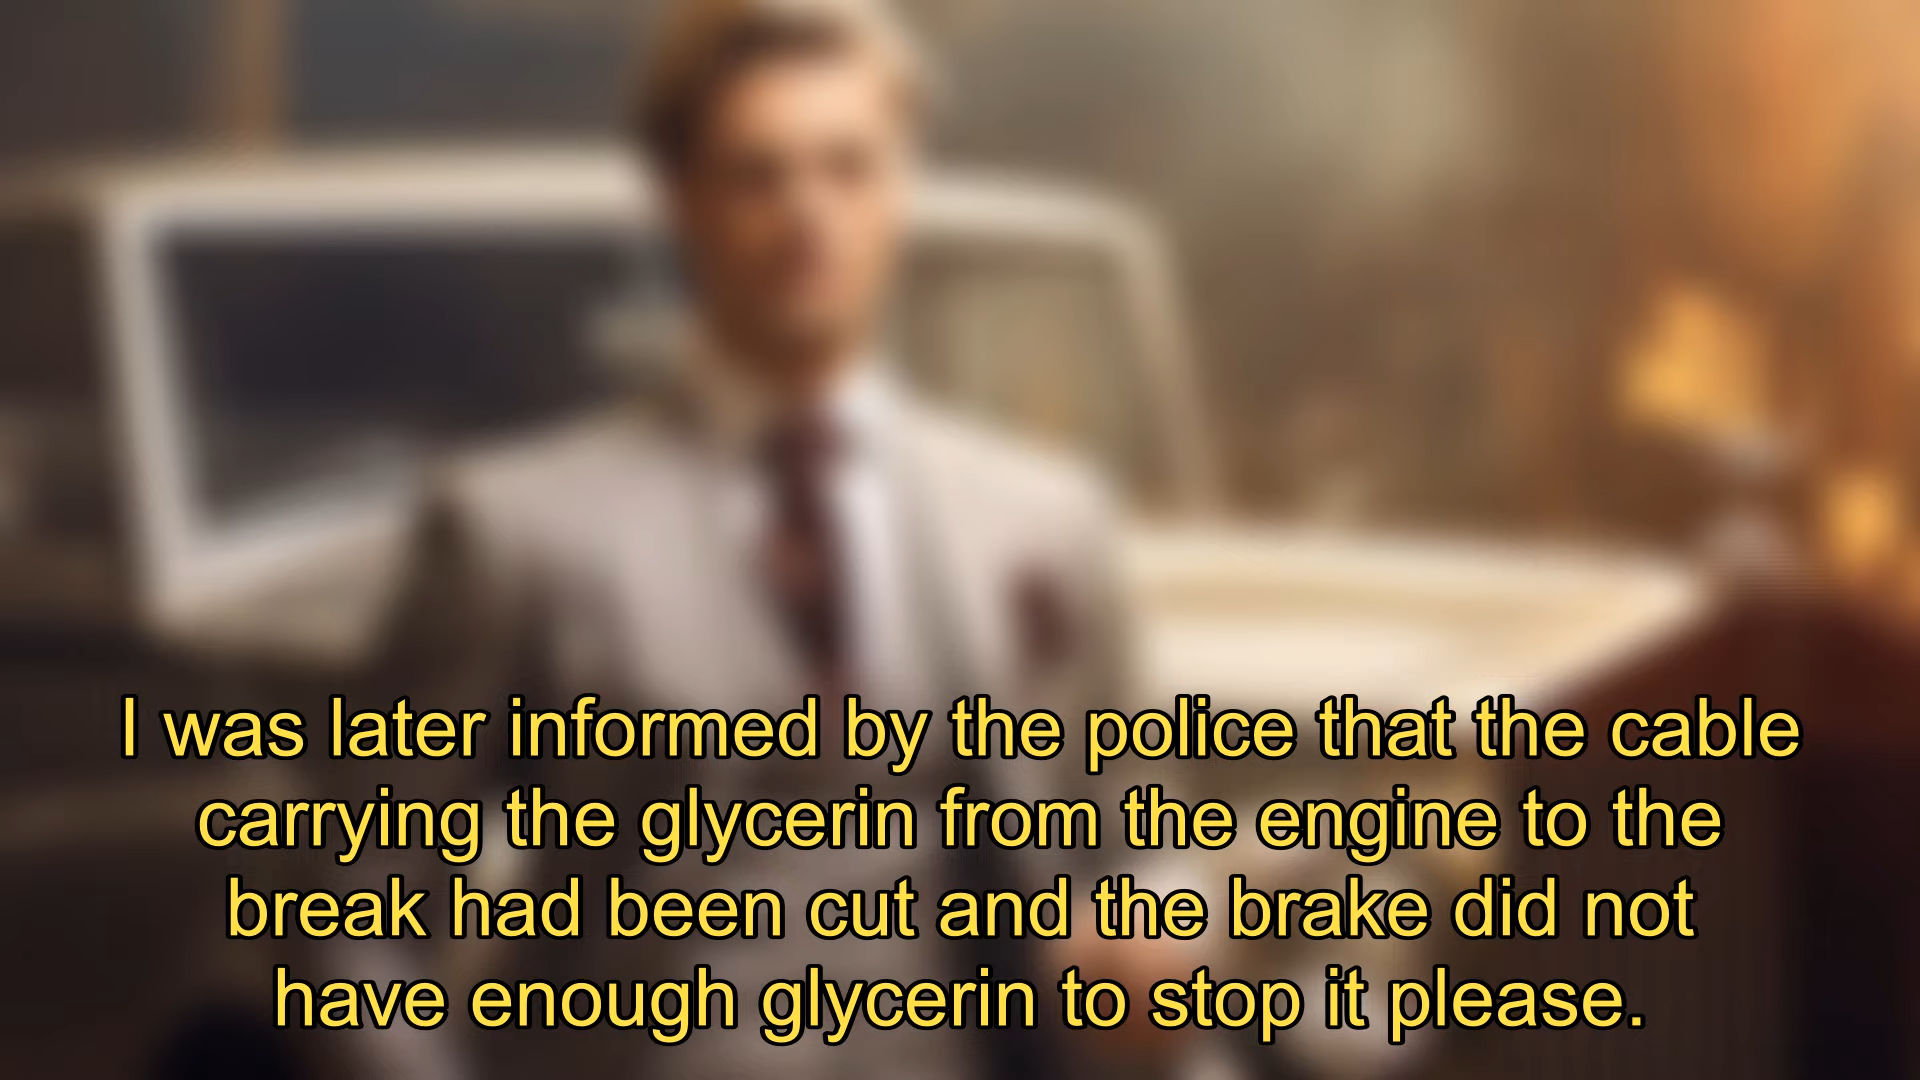 I was later informed by the police that the cable
carrying the glycerin from the engine to the
break had been cut and the brake did not
have enough glycerin to stop it please.